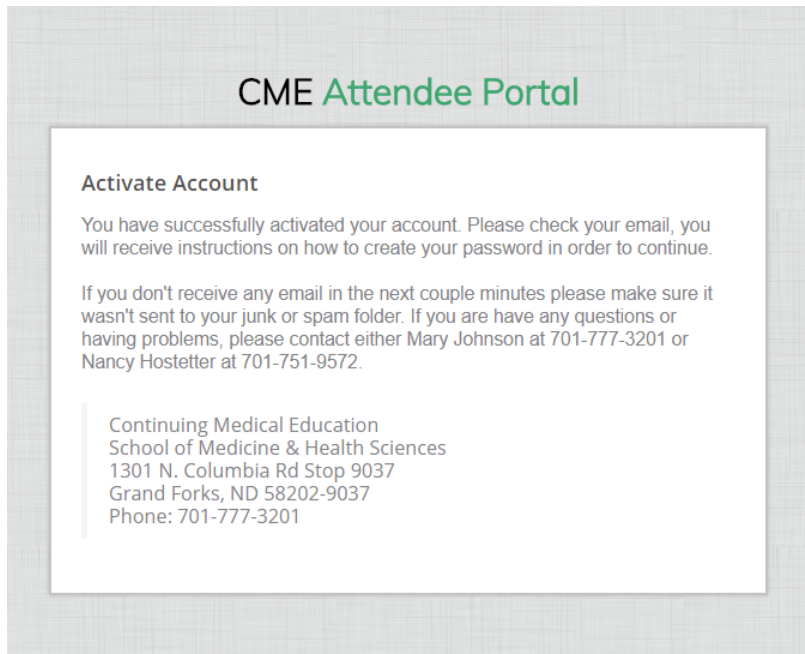 CME Attendee Portal
Activate Account
You have successfully activated your account. Please check your email, you
will receive instructions on how to create your password in order to continue.
If you don't receive any email in the next couple minutes please make sure it
wasn't sent to your junk or spam folder. If you are have any questions or
having problems, please contact either Mary Johnson at 701-777-3201 or
Nancy Hostetter at 701-751-9572.
Continuing Medical Education
School of Medicine & Health Sciences
1301 N. Columbia Rd Stop 9037
Grand Forks, ND 58202-9037
Phone: 701-777-3201